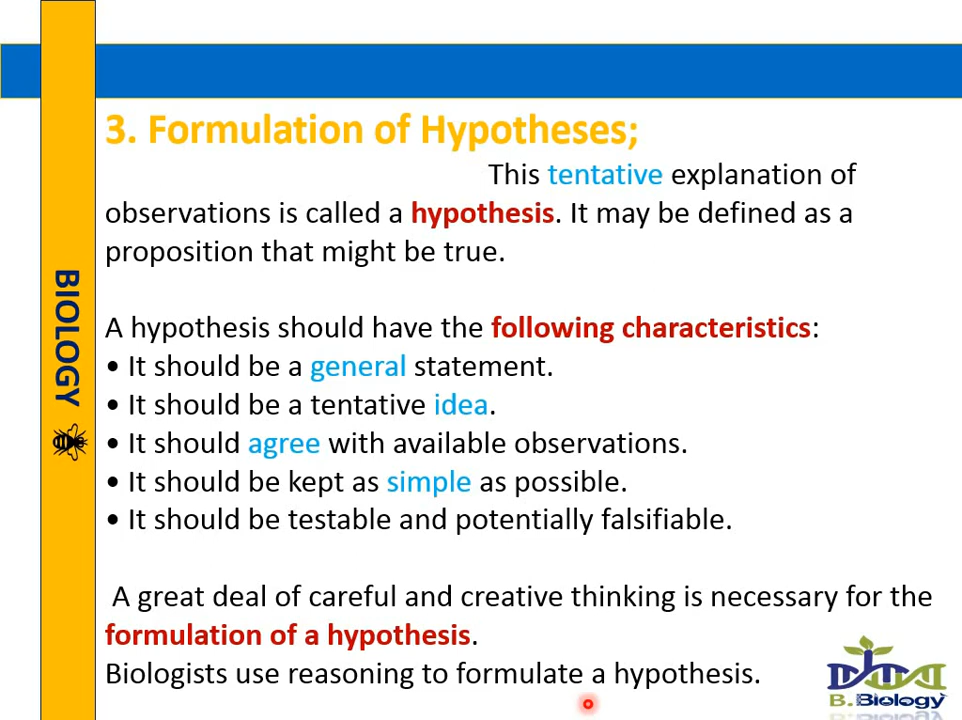 3. Formulation of Hypotheses;
This tentative explanation of
observations is called a hypothesis. It may be defined as a
proposition that might be true.
A hypothesis should have the following characteristics:
• It should be a general statement.
• It should be a tentative idea.
• It should agree with available observations.
• It should be kept as simple as possible.
• It should be testable and potentially falsifiable.
A great deal of careful and creative thinking is necessary for the
formulation of a hypothesis.
Biologists use reasoning to formulate a hypothesis.
BIOLOGY
B.Biology